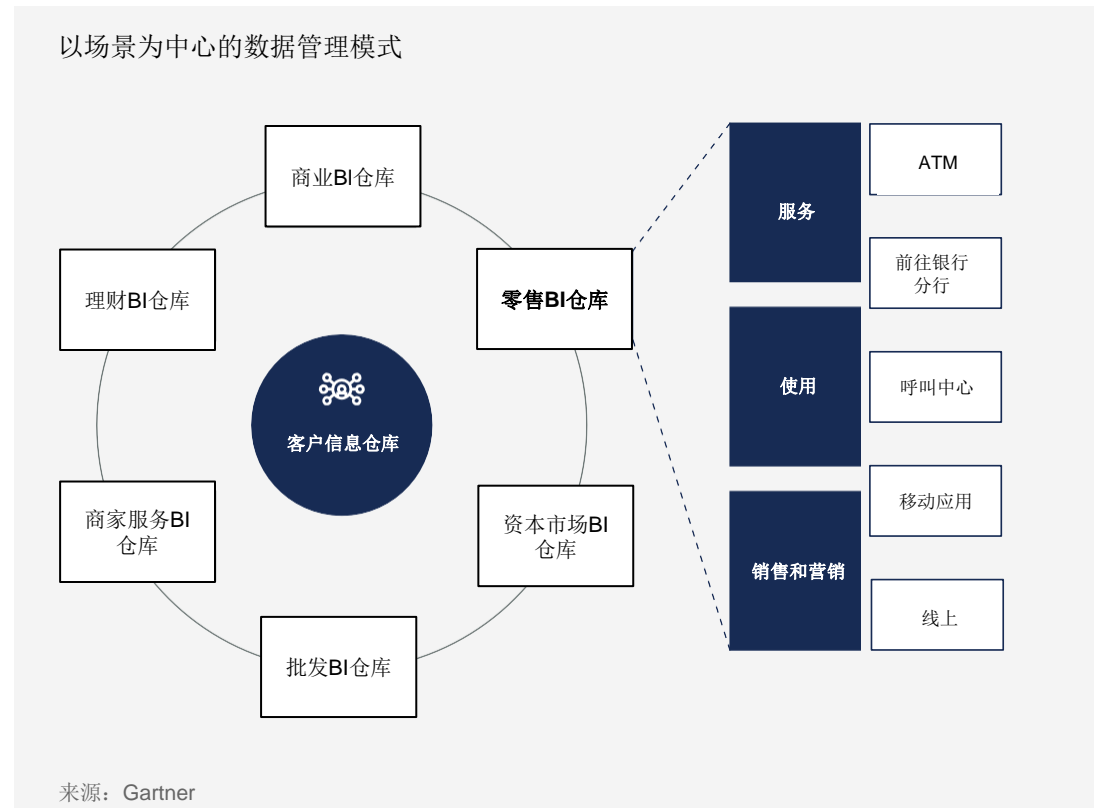 以场景为中心的数据管理模式
商业BI仓库
理财BI仓库
零售BI仓库
客户信息仓库
商家服务BI
仓库
资本市场BI
仓库
批发BI仓库
服务
使用
销售和营销
ATM
前往银行
分行
呼叫中心
移动应用
线上
来源：Gartner